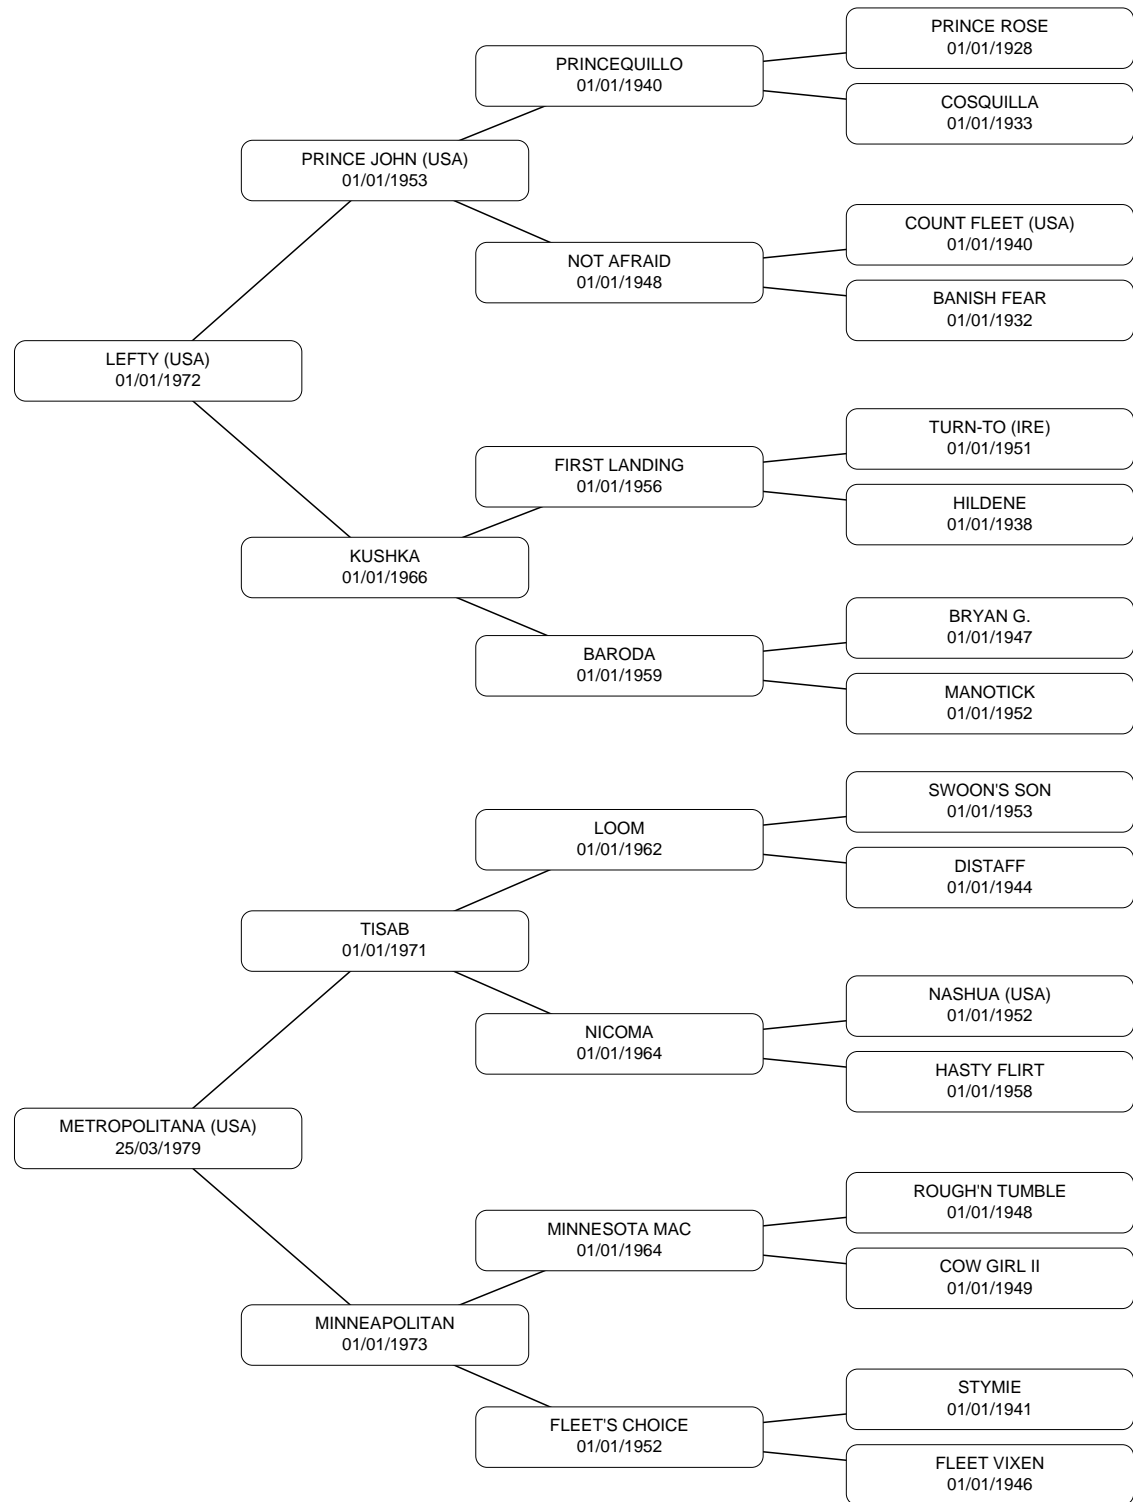 PRINCE ROSE
01/01/1928
PRINCEQUILLO
01/01/1940
COSQUILLA
01/01/1933
PRINCE JOHN (USA)
01/01/1953
COUNT FLEET (USA)
01/01/1940
NOT AFRAID
01/01/1948
BANISH FEAR
01/01/1932
LEFTY (USA)
01/01/1972
TURN-TO (IRE)
01/01/1951
FIRST LANDING
01/01/1956
HILDENE
01/01/1938
KUSHKA
01/01/1966
BRYAN G.
01/01/1947
BARODA
01/01/1959
MANOTICK
01/01/1952
SWOON'S SON
01/01/1953
LOOM
01/01/1962
DISTAFF
01/01/1944
TISAB
01/01/1971
NASHUA (USA)
01/01/1952
NICOMA
01/01/1964
HASTY FLIRT
01/01/1958
METROPOLITANA (USA)
25/03/1979
ROUGH'N TUMBLE
01/01/1948
MINNESOTA MAC
01/01/1964
COW GIRL II
01/01/1949
MINNEAPOLITAN
01/01/1973
STYMIE
01/01/1941
FLEET'S CHOICE
01/01/1952
FLEET VIXEN
01/01/1946